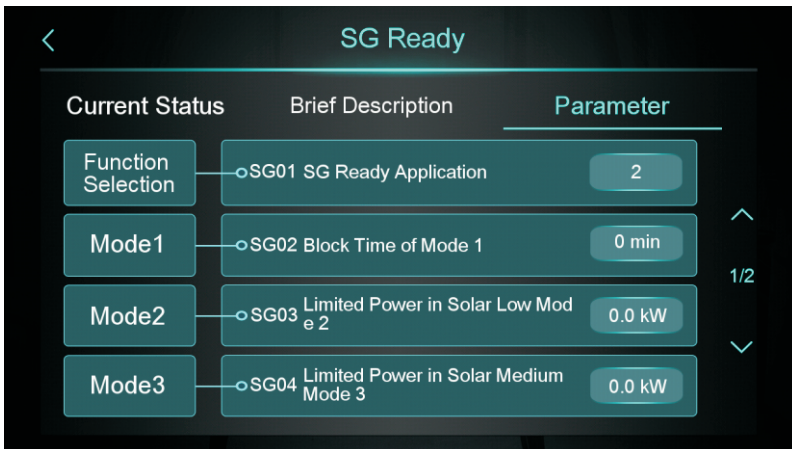 SG Ready
Current Status Brief Description Parameter
Function
Selection
SG01 SG Ready Application 2
Mode1 SG02 Block Time of Mode 1 0 min
1/2
Mode2 SG03 Limited Power in Solar Low Mod
e 2 0.0 kW
Mode3 SG04 Limited Power in Solar Medium
Mode 3 0.0 kW